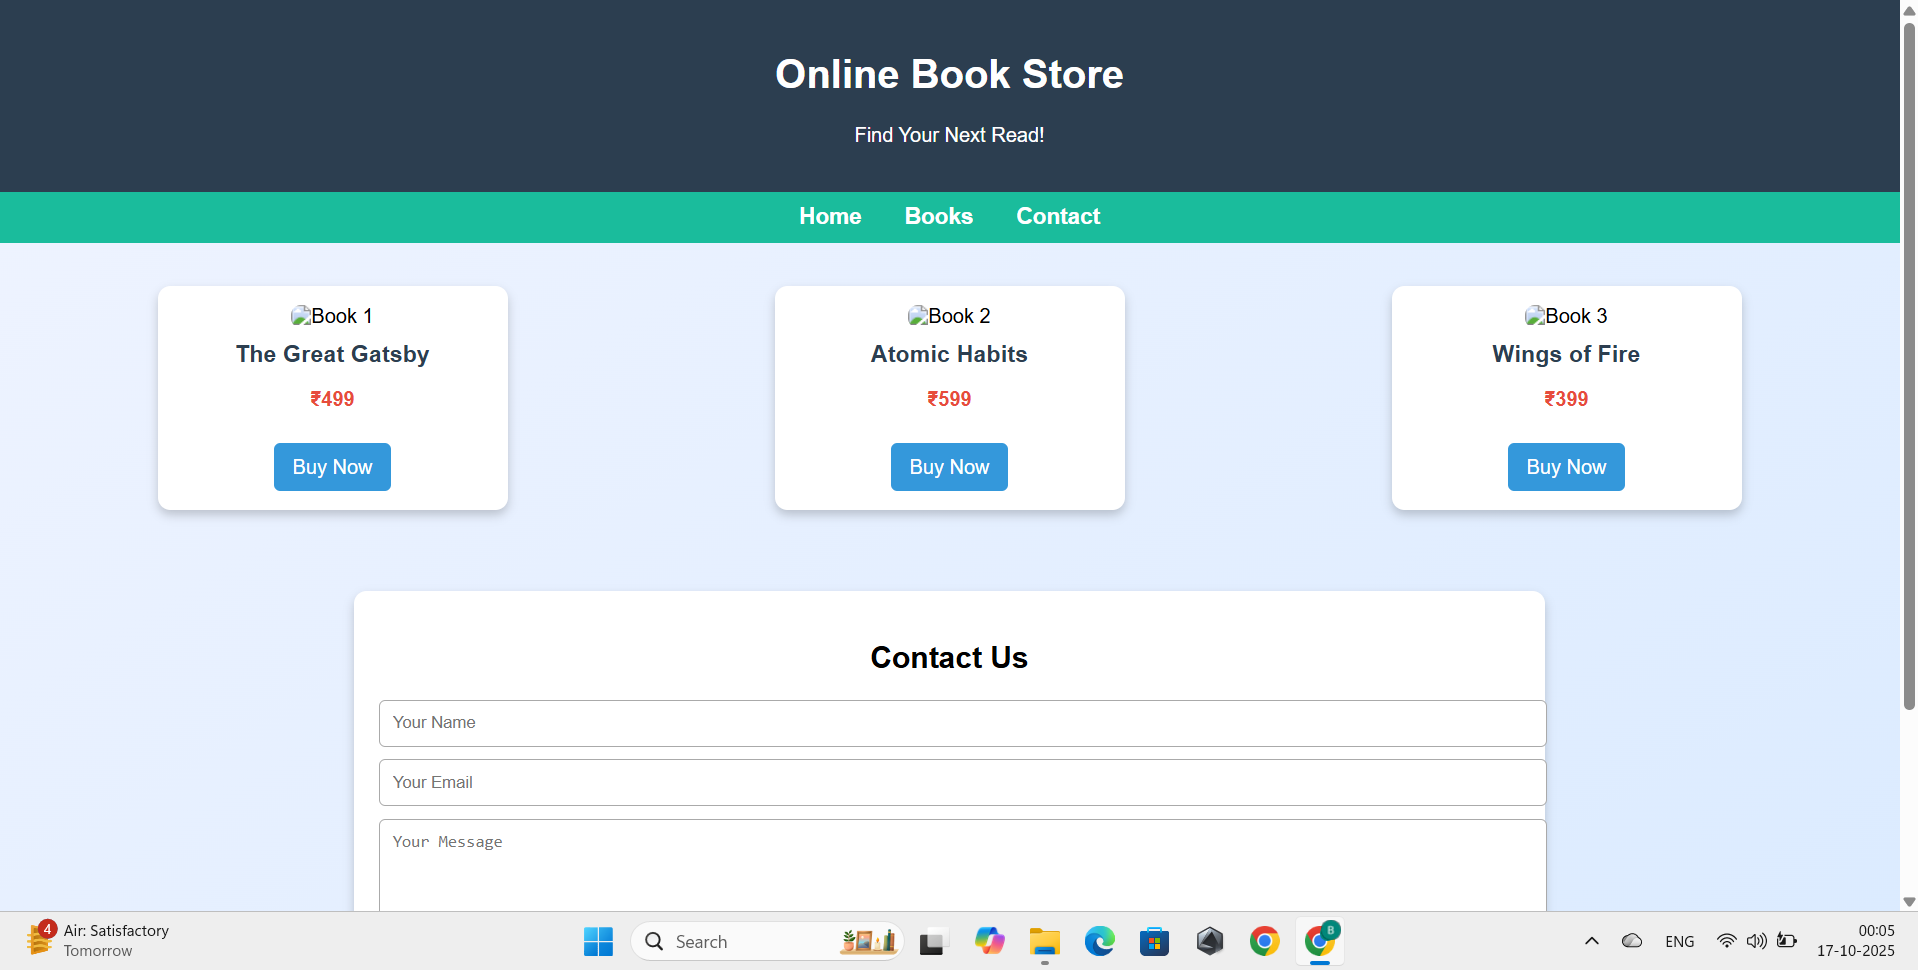 Online Book Store
Find Your Next Read!
Home Books Contact
Book 1
The Great Gatsby
₹499
Buy Now
Book 2
Atomic Habits
₹599
Buy Now
Book 3
Wings of Fire
₹399
Buy Now
Contact Us
Your Name
Your Email
Your Message
4
Air: Satisfactory
Tomorrow
Search
B
ENG
00:05
17-10-2025